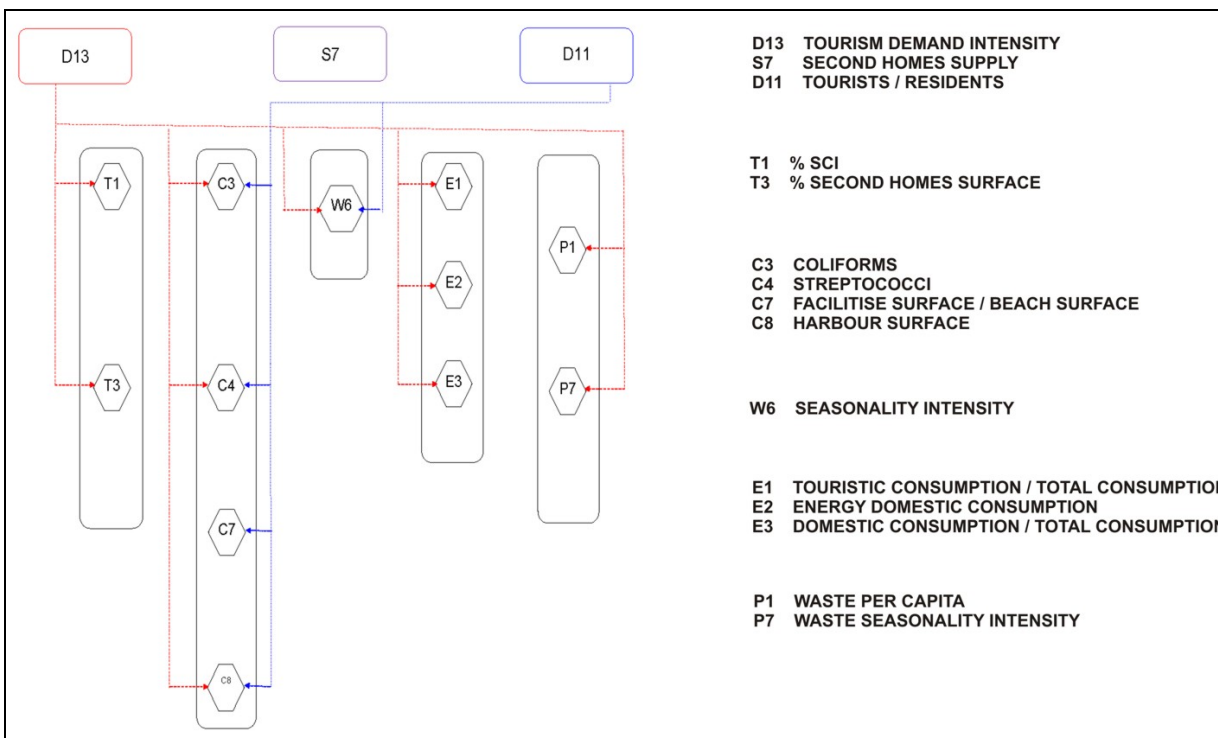 D13
S7
D11
T1
T3
C3
C4
C7
C8
W6
E1
E2
E3
P1
P7
D13 TOURISM DEMAND INTENSITY
S7 SECOND HOMES SUPPLY
D11 TOURISTS / RESIDENTS
T1 % SCI
T3 % SECOND HOMES SURFACE
C3 COLIFORMS
C4 STREPTOCOCCI
C7 FACILITISE SURFACE / BEACH SURFACE
C8 HARBOUR SURFACE
W6 SEASONALITY INTENSITY
E1 TOURISTIC CONSUMPTION / TOTAL CONSUMPTIO
E2 ENERGY DOMESTIC CONSUMPTION
E3 DOMESTIC CONSUMPTION / TOTAL CONSUMPTION
P1 WASTE PER CAPITA
P7 WASTE SEASONALITY INTENSITY